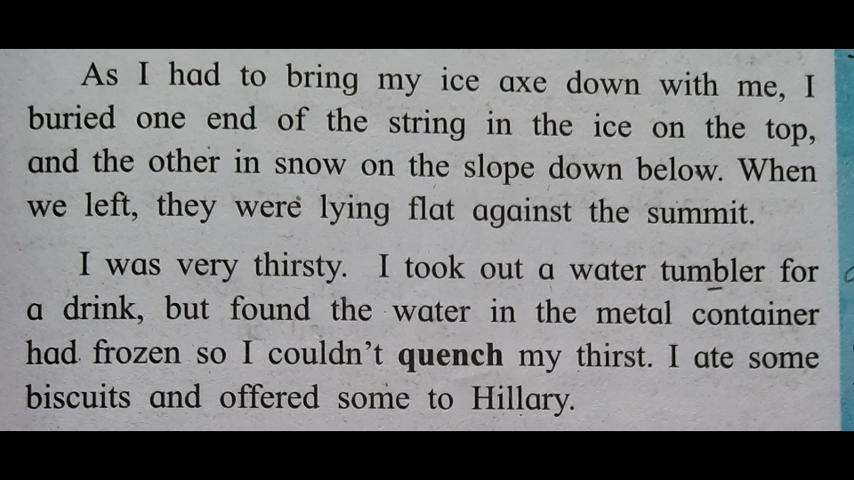 As I had to bring my ice axe down with me, I
buried one end of the string in the ice on the top,
and the other in snow on the slope down below. When
we left, they were lying flat against the summit.
I was very thirsty. I took out a water tumbler for
a drink, but found the water in the metal container
had frozen so I couldn't quench my thirst. I ate some
biscuits and offered some to Hillary.